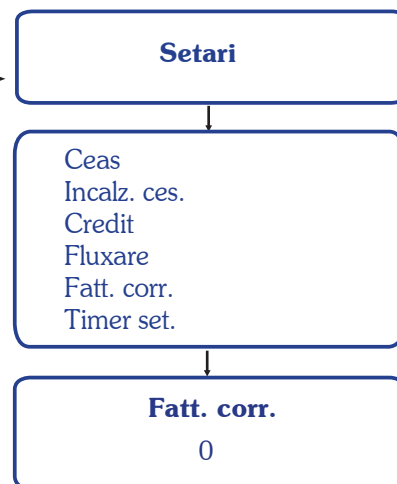 Setari
Ceas
Incalz. ces.
Credit
Fluxare
Fatt. corr.
Timer set.
Fatt. corr.
0